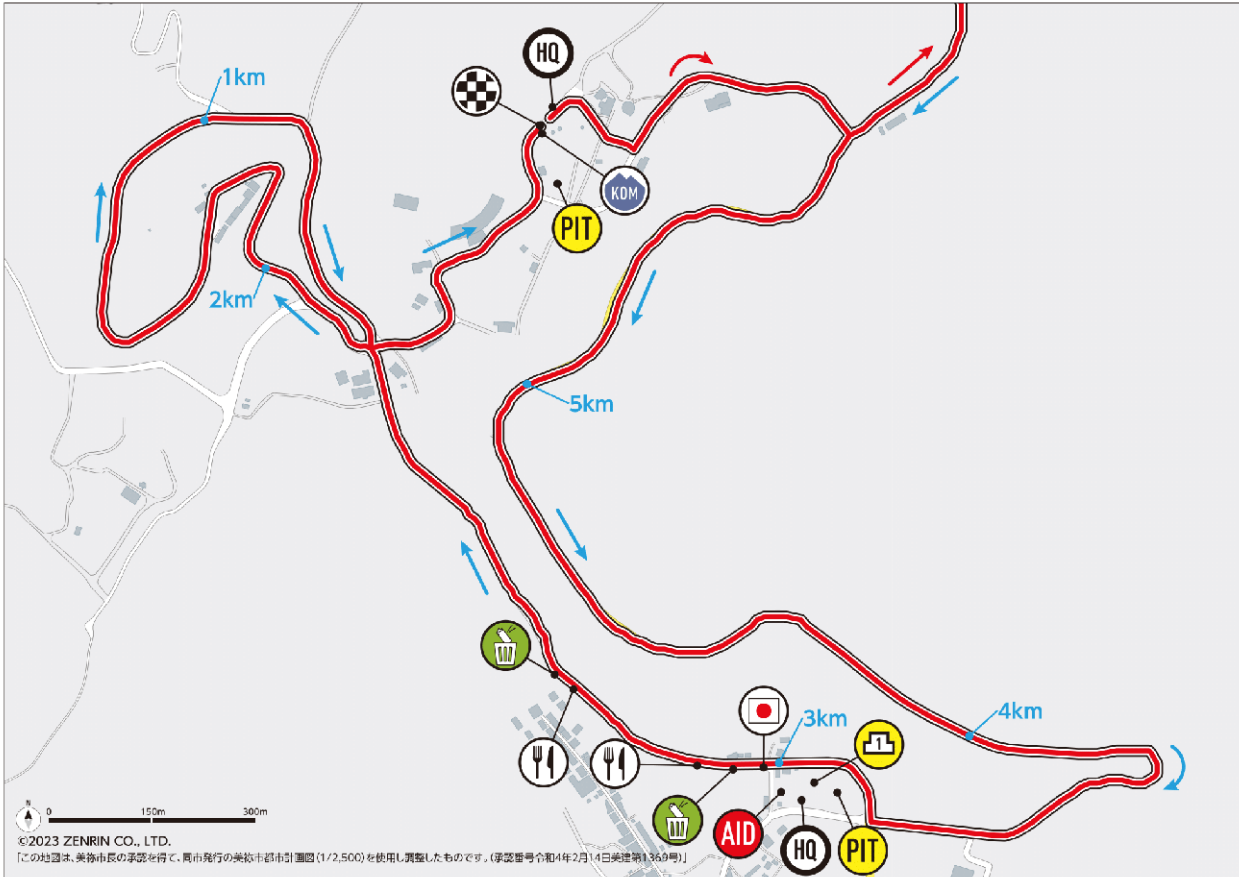 HQ
1km
KOM
PIT
2km
5km
3km
4km
1
AID
HQ
PIT
N
0 150m 300m
©2023 ZENRIN CO., LTD.
「この地図は、美祢市長の承認を得て、同市発行の美祢市都市計画図(1/2,500)を使用し調整したものです。(承認番号令和4年2月14日美建第1369号)」